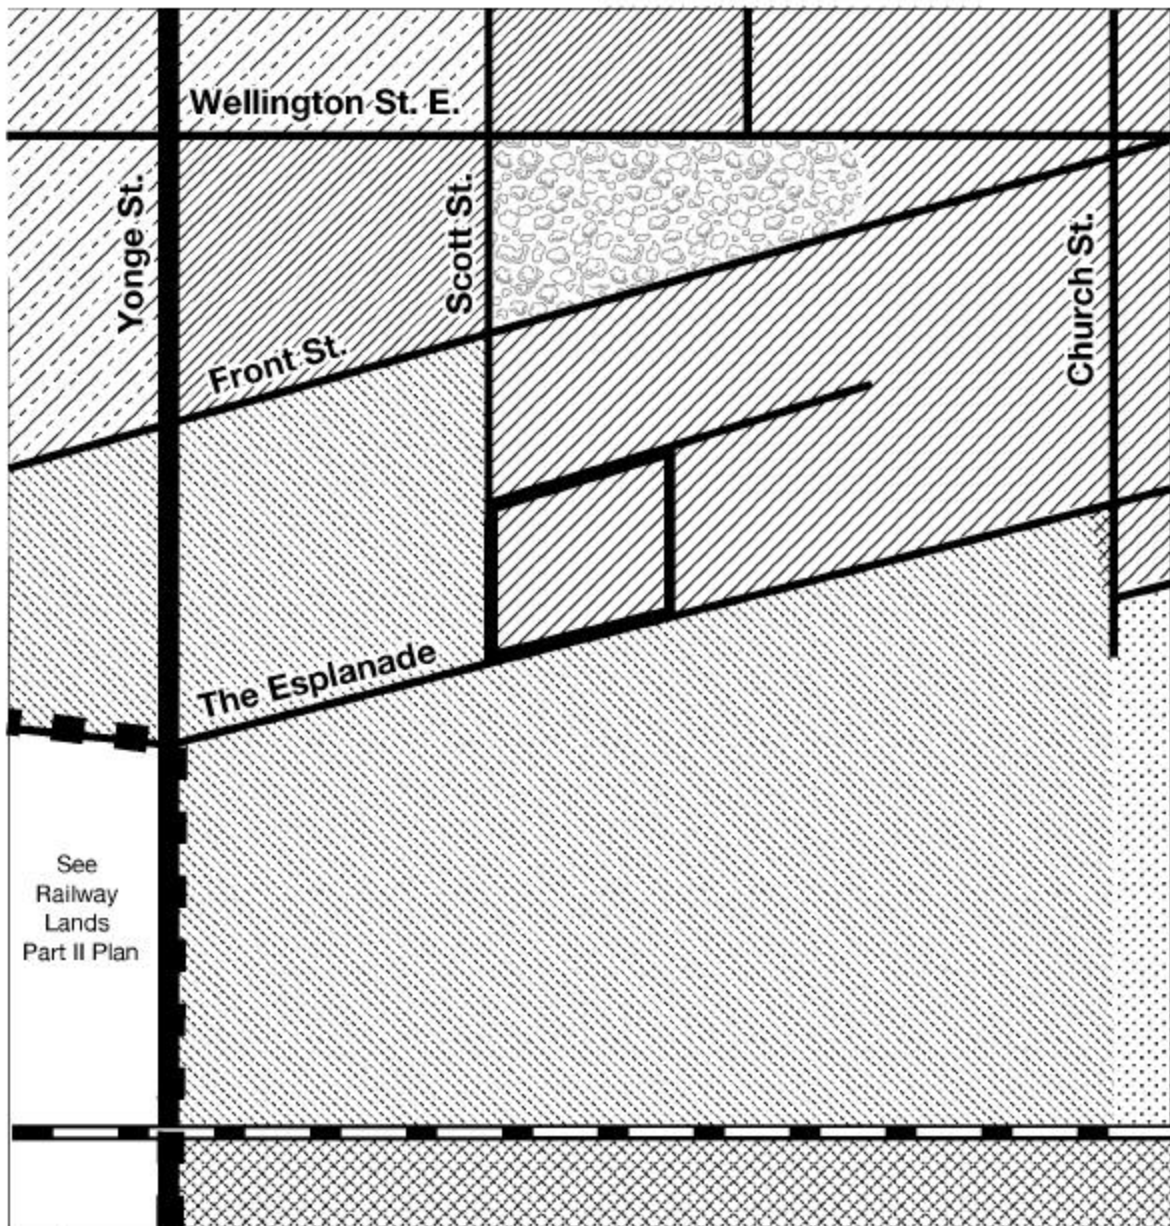 Wellington St. E.
Yonge St.
Scott St.
Church St.
Front St.
The Esplanade
See
Railway
Lands
Part II Plan